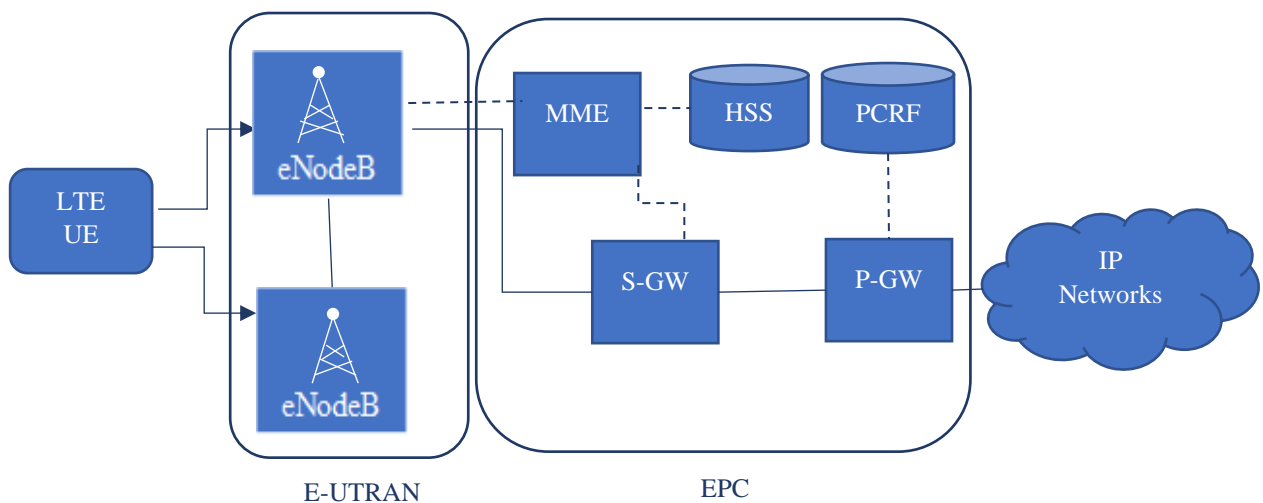 LTE
UE
eNodeB
eNodeB
E-UTRAN
MME
HSS
PCRF
S-GW
P-GW
EPC
IP
Networks